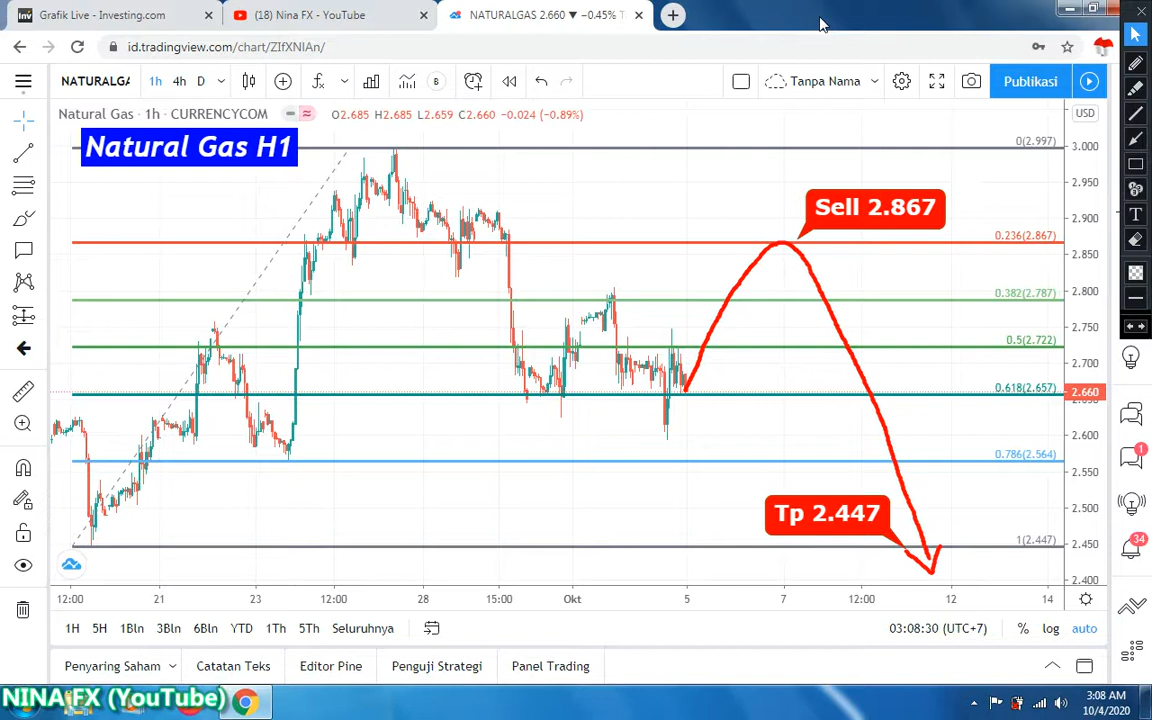 Grafik Live - Investing.com
(18) Nina FX - YouTube
NATURALGAS 2.660 ▼ −0.45% T
id.tradingview.com/chart/ZIfXNIAn/
NATURALGA
1h
4h
D
Tanpa Nama
Publikasi
Natural Gas · 1h · CURRENCYCOM
O2.685 H2.685 L2.659 C2.660 −0.024 (−0.89%)
USD
Natural Gas H1
0(2.997)
3.000
2.950
Sell 2.867
2.900
0.236(2.867)
2.850
0.382(2.787)
2.800
2.750
0.5(2.722)
2.700
0.618(2.657)
2.660
2.600
0.786(2.564)
2.550
2.500
Tp 2.447
1(2.447)
2.450
2.400
1
34
12:00
21
23
12:00
28
15:00
Okt
5
7
12:00
12
14
1H
5H
1Bln
3Bln
6Bln
YTD
1Th
5Th
Seluruhnya
03:08:30 (UTC+7)
%
log
auto
Penyaring Saham
Catatan Teks
Editor Pine
Penguji Strategi
Panel Trading
NINA FX (YouTube)
3:08 AM
10/4/2020